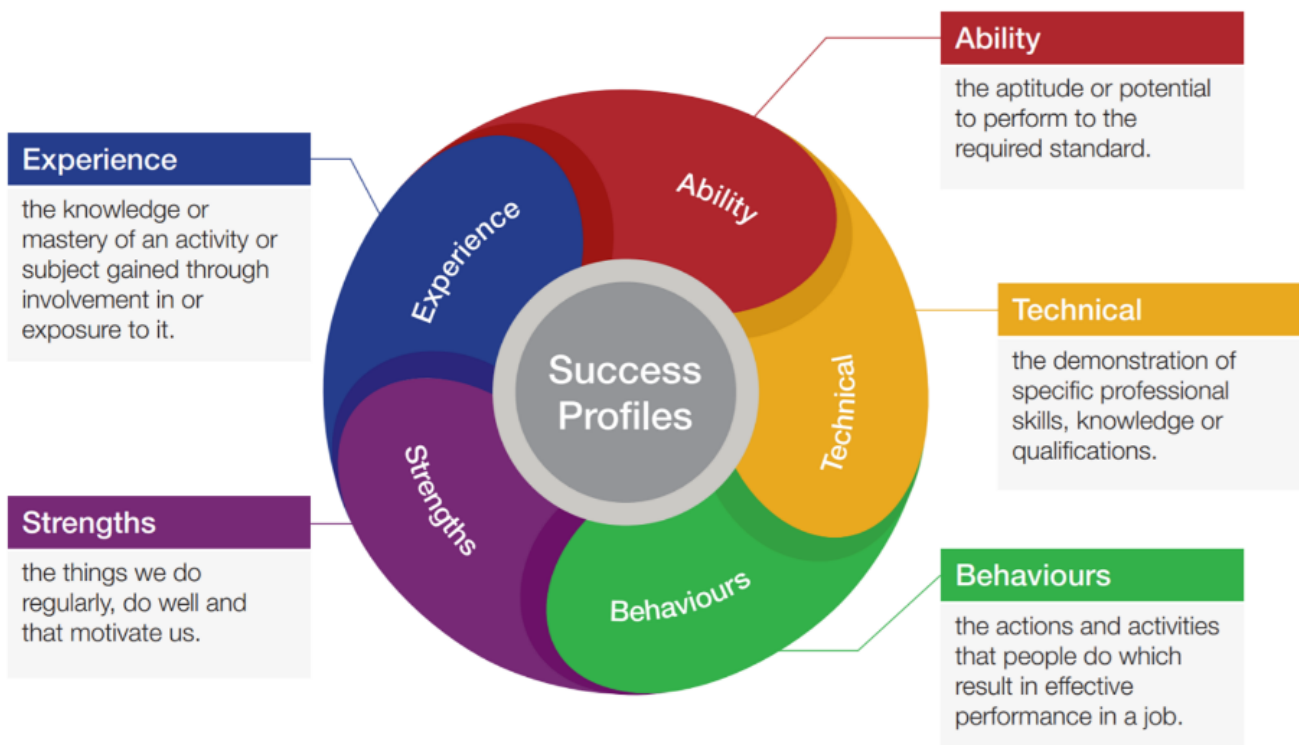 Ability
the aptitude or potential
to perform to the
required standard.
Experience
the knowledge or
mastery of an activity or
subject gained through
involvement in or
exposure to it.
Ability
Experience
Technical
the demonstration of
specific professional
skills, knowledge or
qualifications.
Success
Profiles
Technical
Strengths
Strengths
the things we do
regularly, do well and
that motivate us.
Behaviours
Behaviours
the actions and activities
that people do which
result in effective
performance in a job.